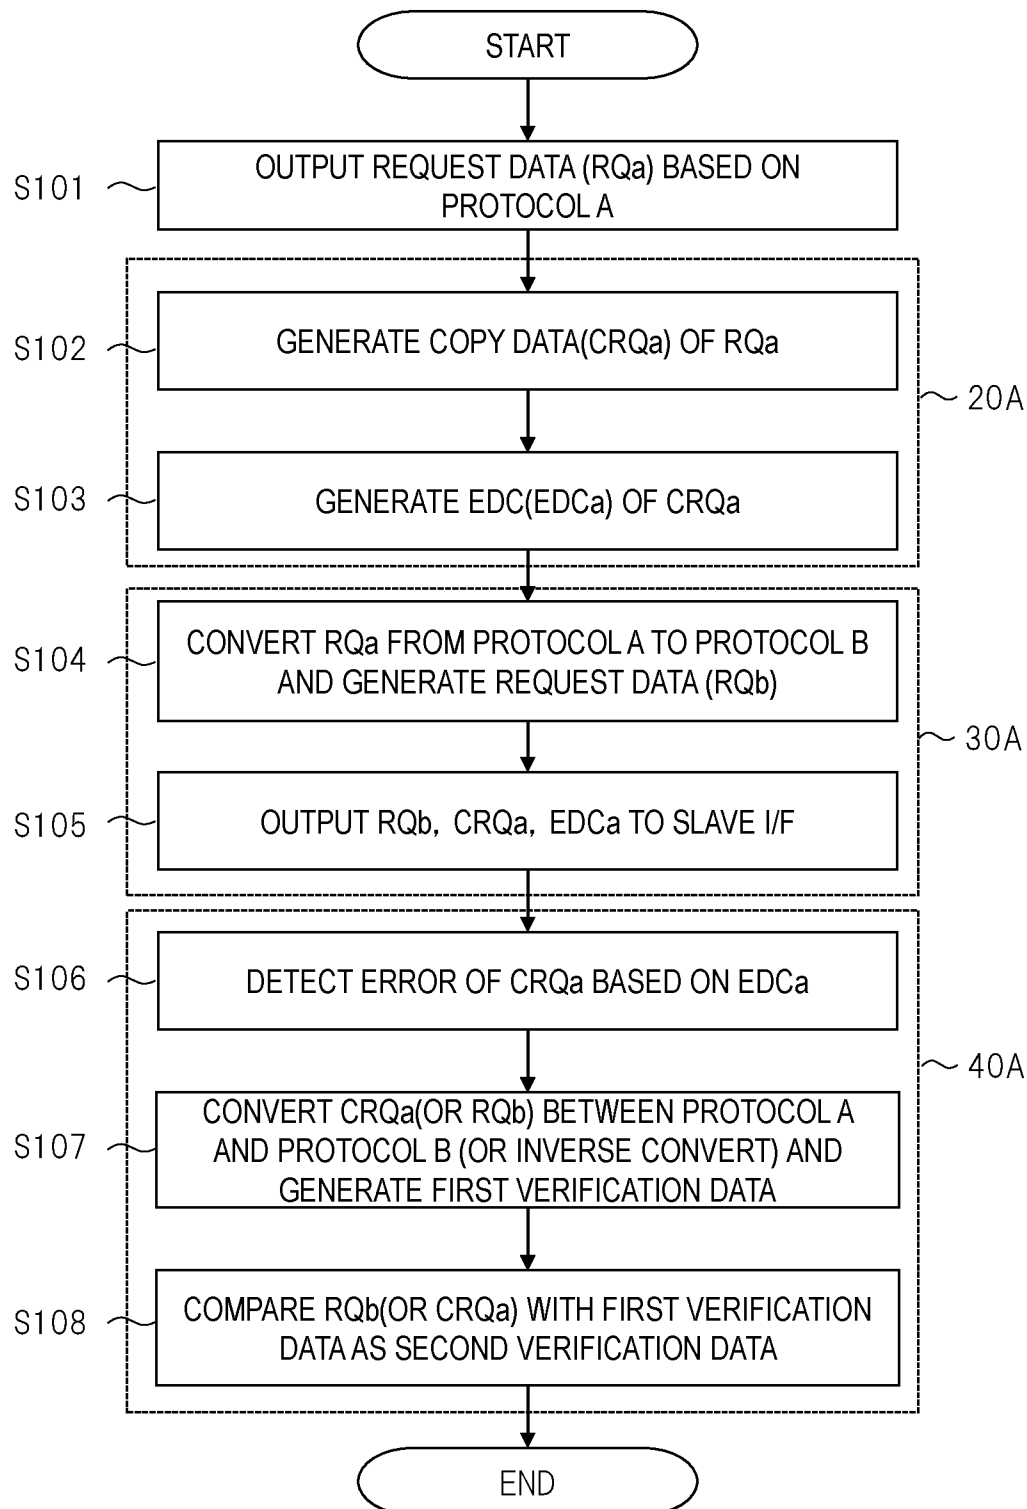 START
S101
OUTPUT REQUEST DATA (RQa) BASED ON
PROTOCOL A
S102
GENERATE COPY DATA(CRQa) OF RQa
20A
S103
GENERATE EDC(EDCa) OF CRQa
S104
CONVERT RQa FROM PROTOCOL A TO PROTOCOL B
AND GENERATE REQUEST DATA (RQb)
30A
S105
OUTPUT RQb, CRQa, EDCa TO SLAVE I/F
S106
DETECT ERROR OF CRQa BASED ON EDCa
40A
S107
CONVERT CRQa(OR RQb) BETWEEN PROTOCOL A
AND PROTOCOL B (OR INVERSE CONVERT) AND
GENERATE FIRST VERIFICATION DATA
S108
COMPARE RQb(OR CRQa) WITH FIRST VERIFICATION
DATA AS SECOND VERIFICATION DATA
END